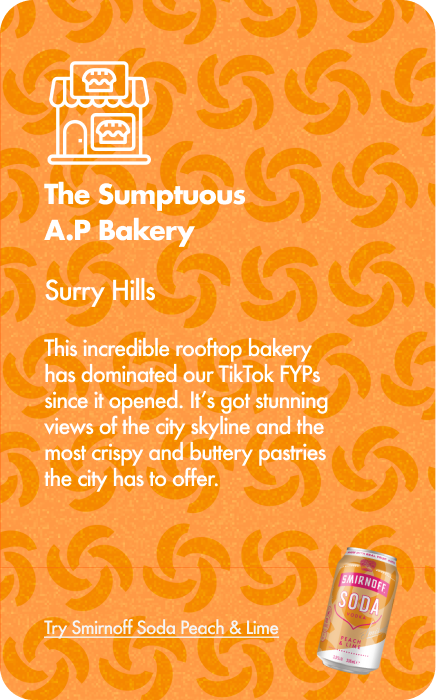 The Sumptuous
A.P Bakery
Surry Hills
This incredible rooftop bakery
has dominated our TikTok FYPs
since it opened. It’s got stunning
views of the city skyline and the
most crispy and buttery pastries
the city has to offer.
SMIRNOFF
SODA
VODKA
PEACH
& LIME
Try Smirnoff Soda Peach & Lime